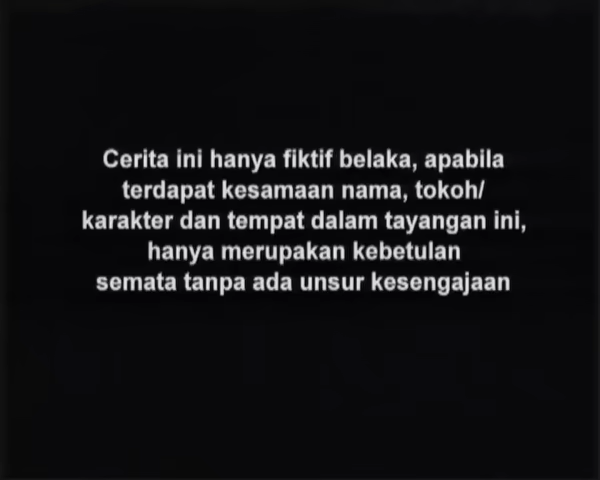 Cerita ini hanya fiktif belaka, apabila
terdapat kesamaan nama, tokoh/
karakter dan tempat dalam tayangan ini,
hanya merupakan kebetulan
semata tanpa ada unsur kesengajaan